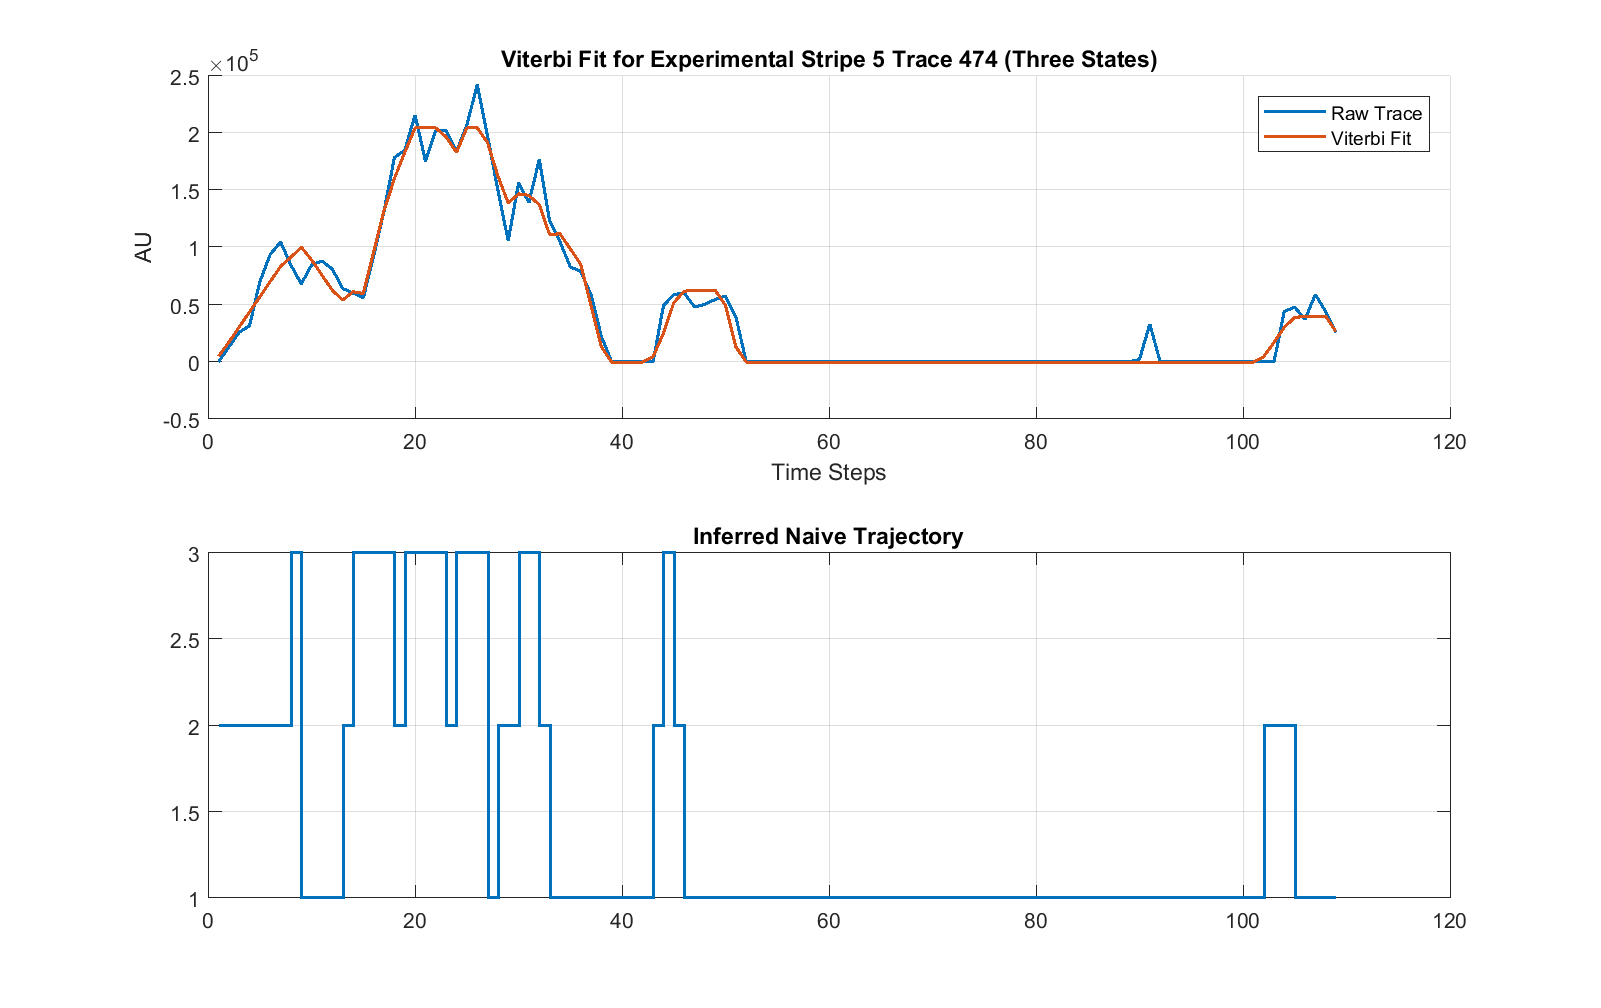 Viterbi Fit for Experimental Stripe 5 Trace 474 (Three States)
×10^5
2.5
2
1.5
1
0.5
0
-0.5
AU
Raw Trace
Viterbi Fit
0 20 40 60 80 100 120
Time Steps
Inferred Naive Trajectory
3
2.5
2
1.5
1
0 20 40 60 80 100 120